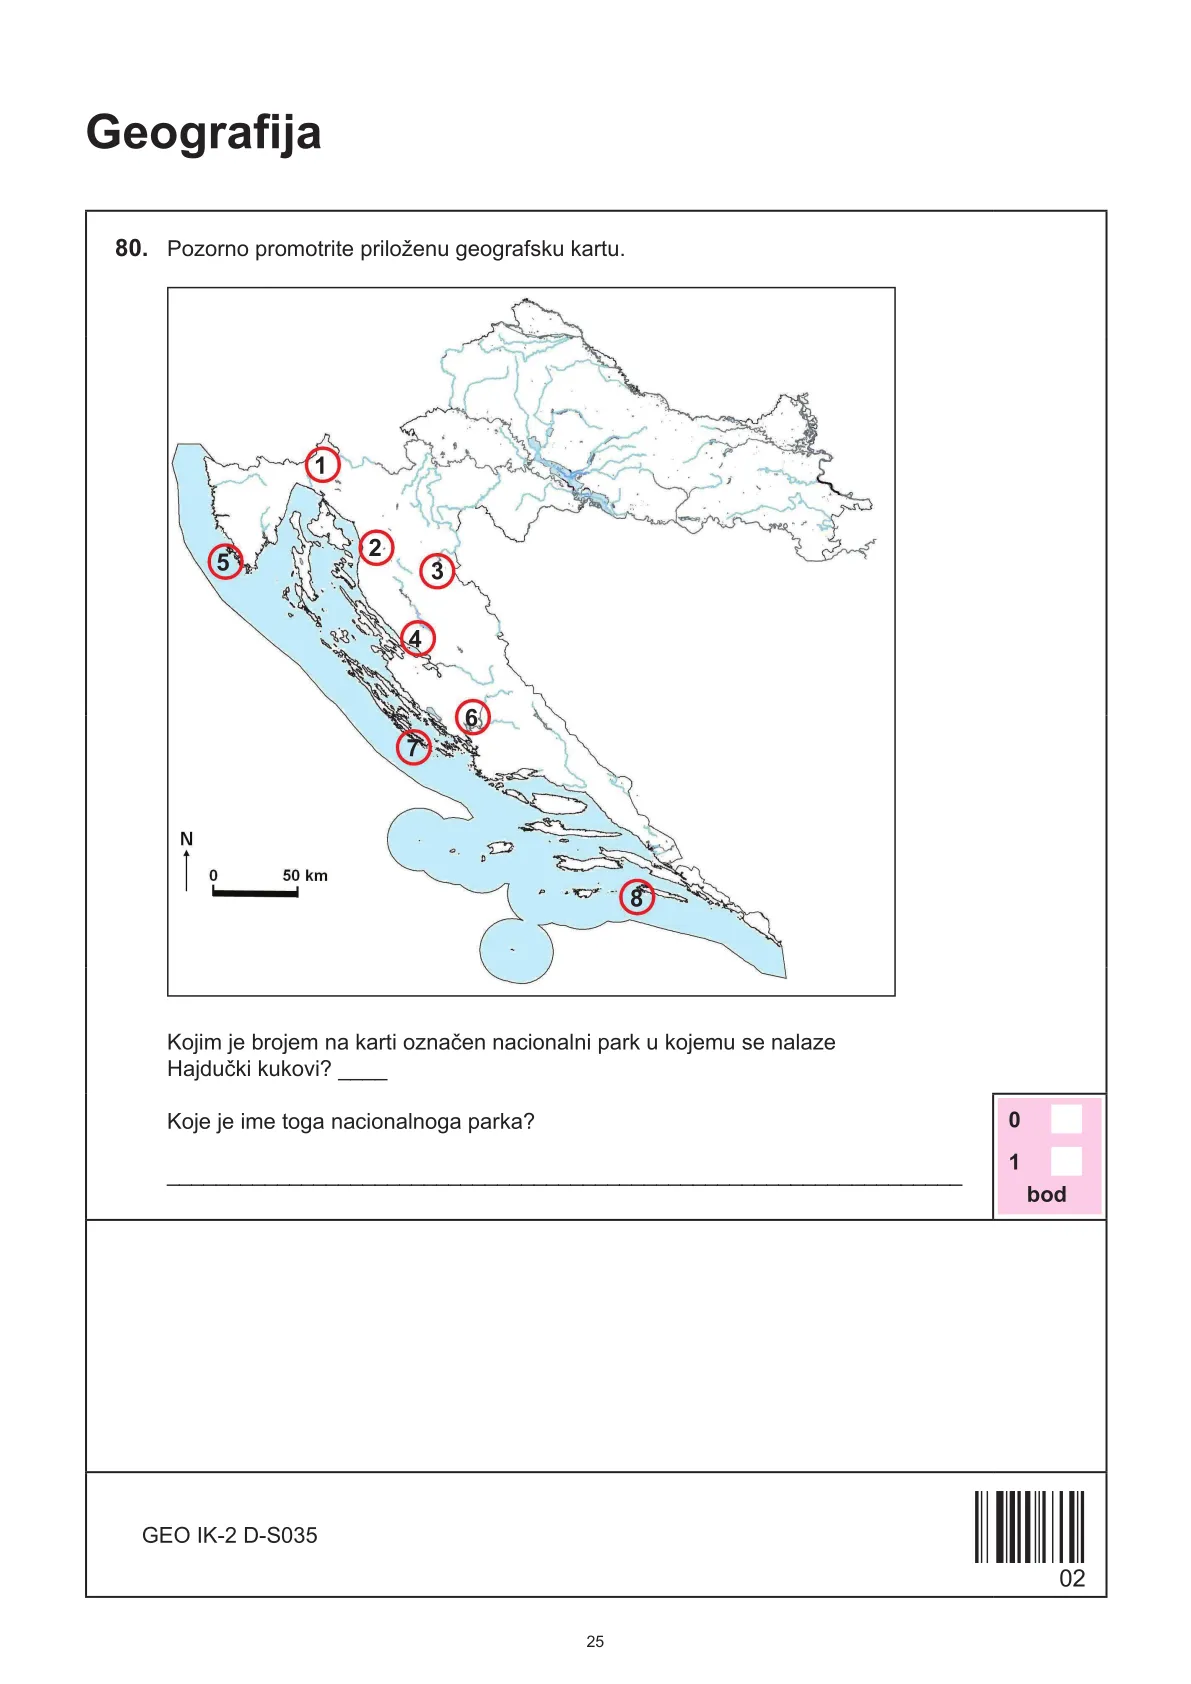 Geografija
80. Pozorno promotrite priloženu geografsku kartu.
1
2
5
3
4
6
7
N
0 50 km
8
Kojim je brojem na karti označen nacionalni park u kojemu se nalaze
Hajdučki kukovi? ____
Koje je ime toga nacionalnoga parka?
0
1
bod
GEO IK-2 D-S035
02
25